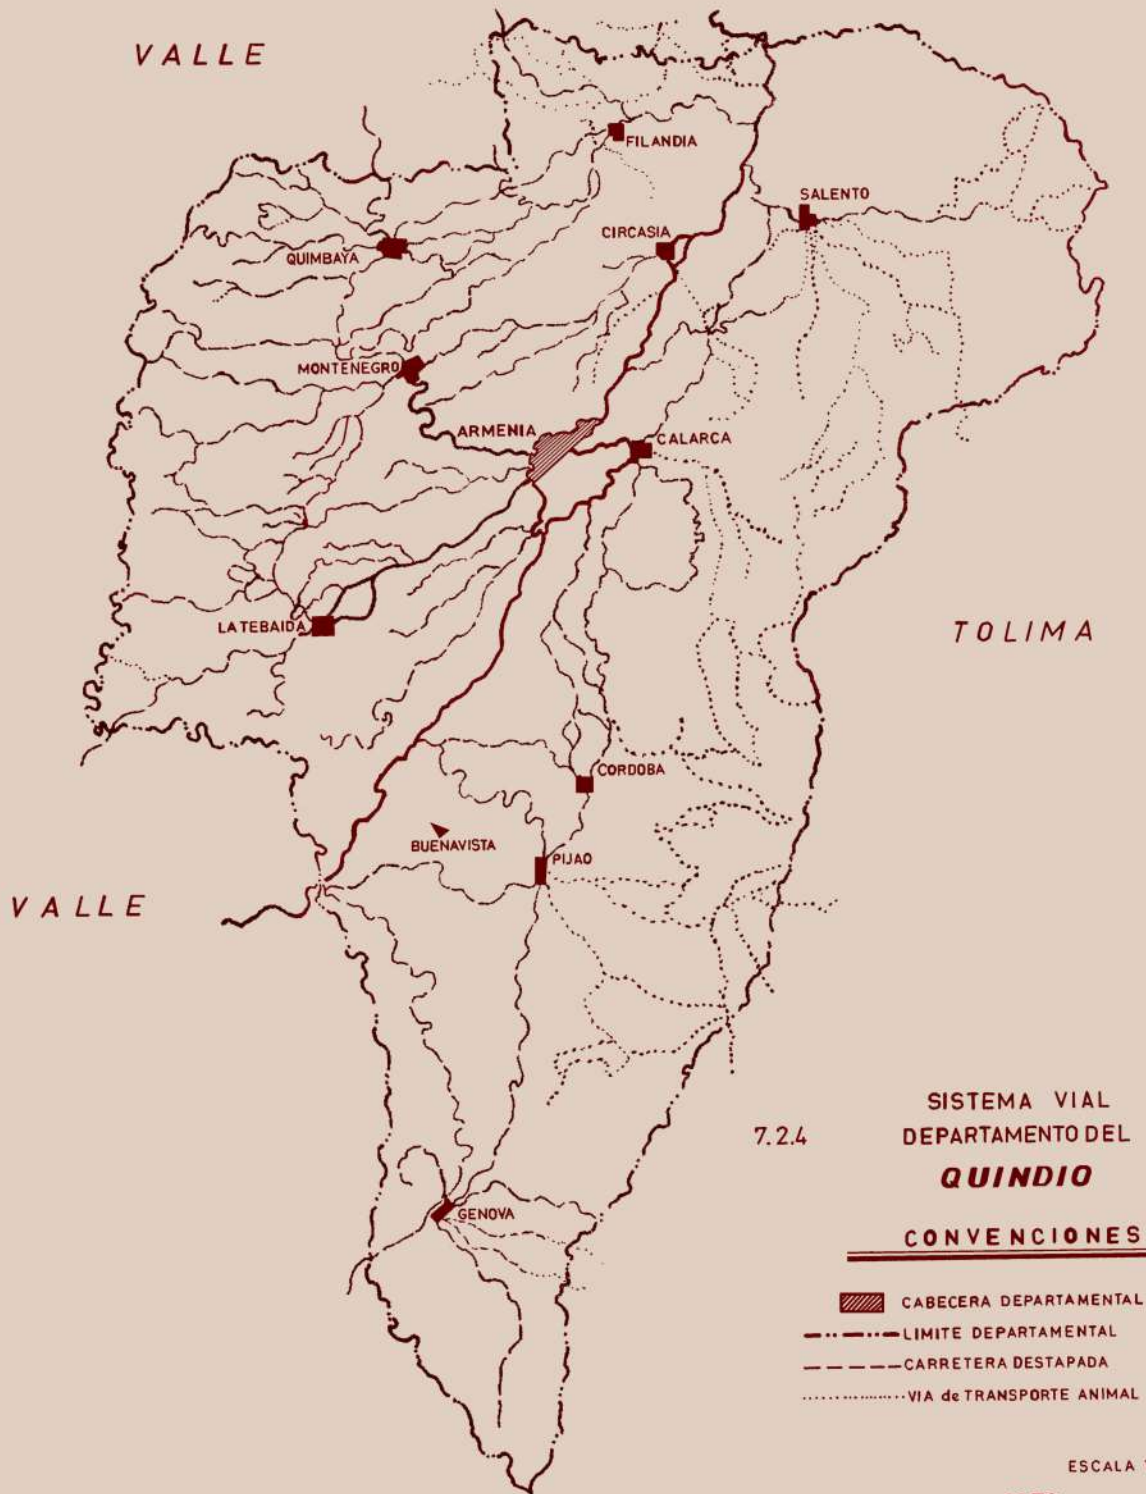 VALLE
FILANDIA
SALENTO
CIRCASIA
QUIMBAYA
MONTENEGRO
ARMENIA
CALARCA
LA TEBAIDA
TOLIMA
CORDOBA
BUENAVISTA
PIJAO
VALLE
GENOVA
7.2.4
SISTEMA VIAL
DEPARTAMENTO DEL
QUINDIO
CONVENCIONES
CABECERA DEPARTAMENTAL
LIMITE DEPARTAMENTAL
CARRETERA DESTAPADA
VIA de TRANSPORTE ANIMAL
ESCALA